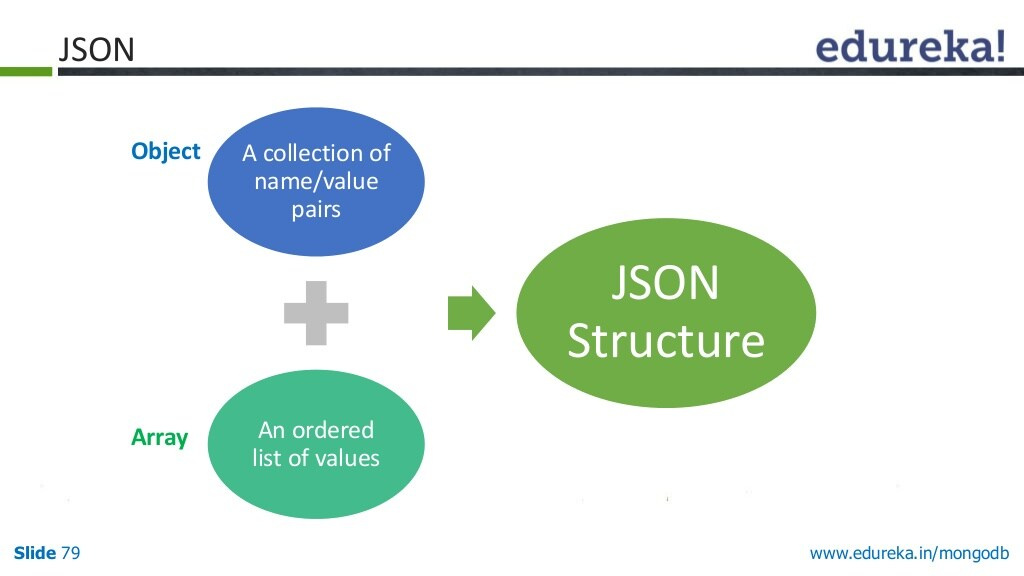 JSON
edureka!
Object
A collection of
name/value
pairs
JSON
Structure
Array
An ordered
list of values
Slide 79
www.edureka.in/mongodb